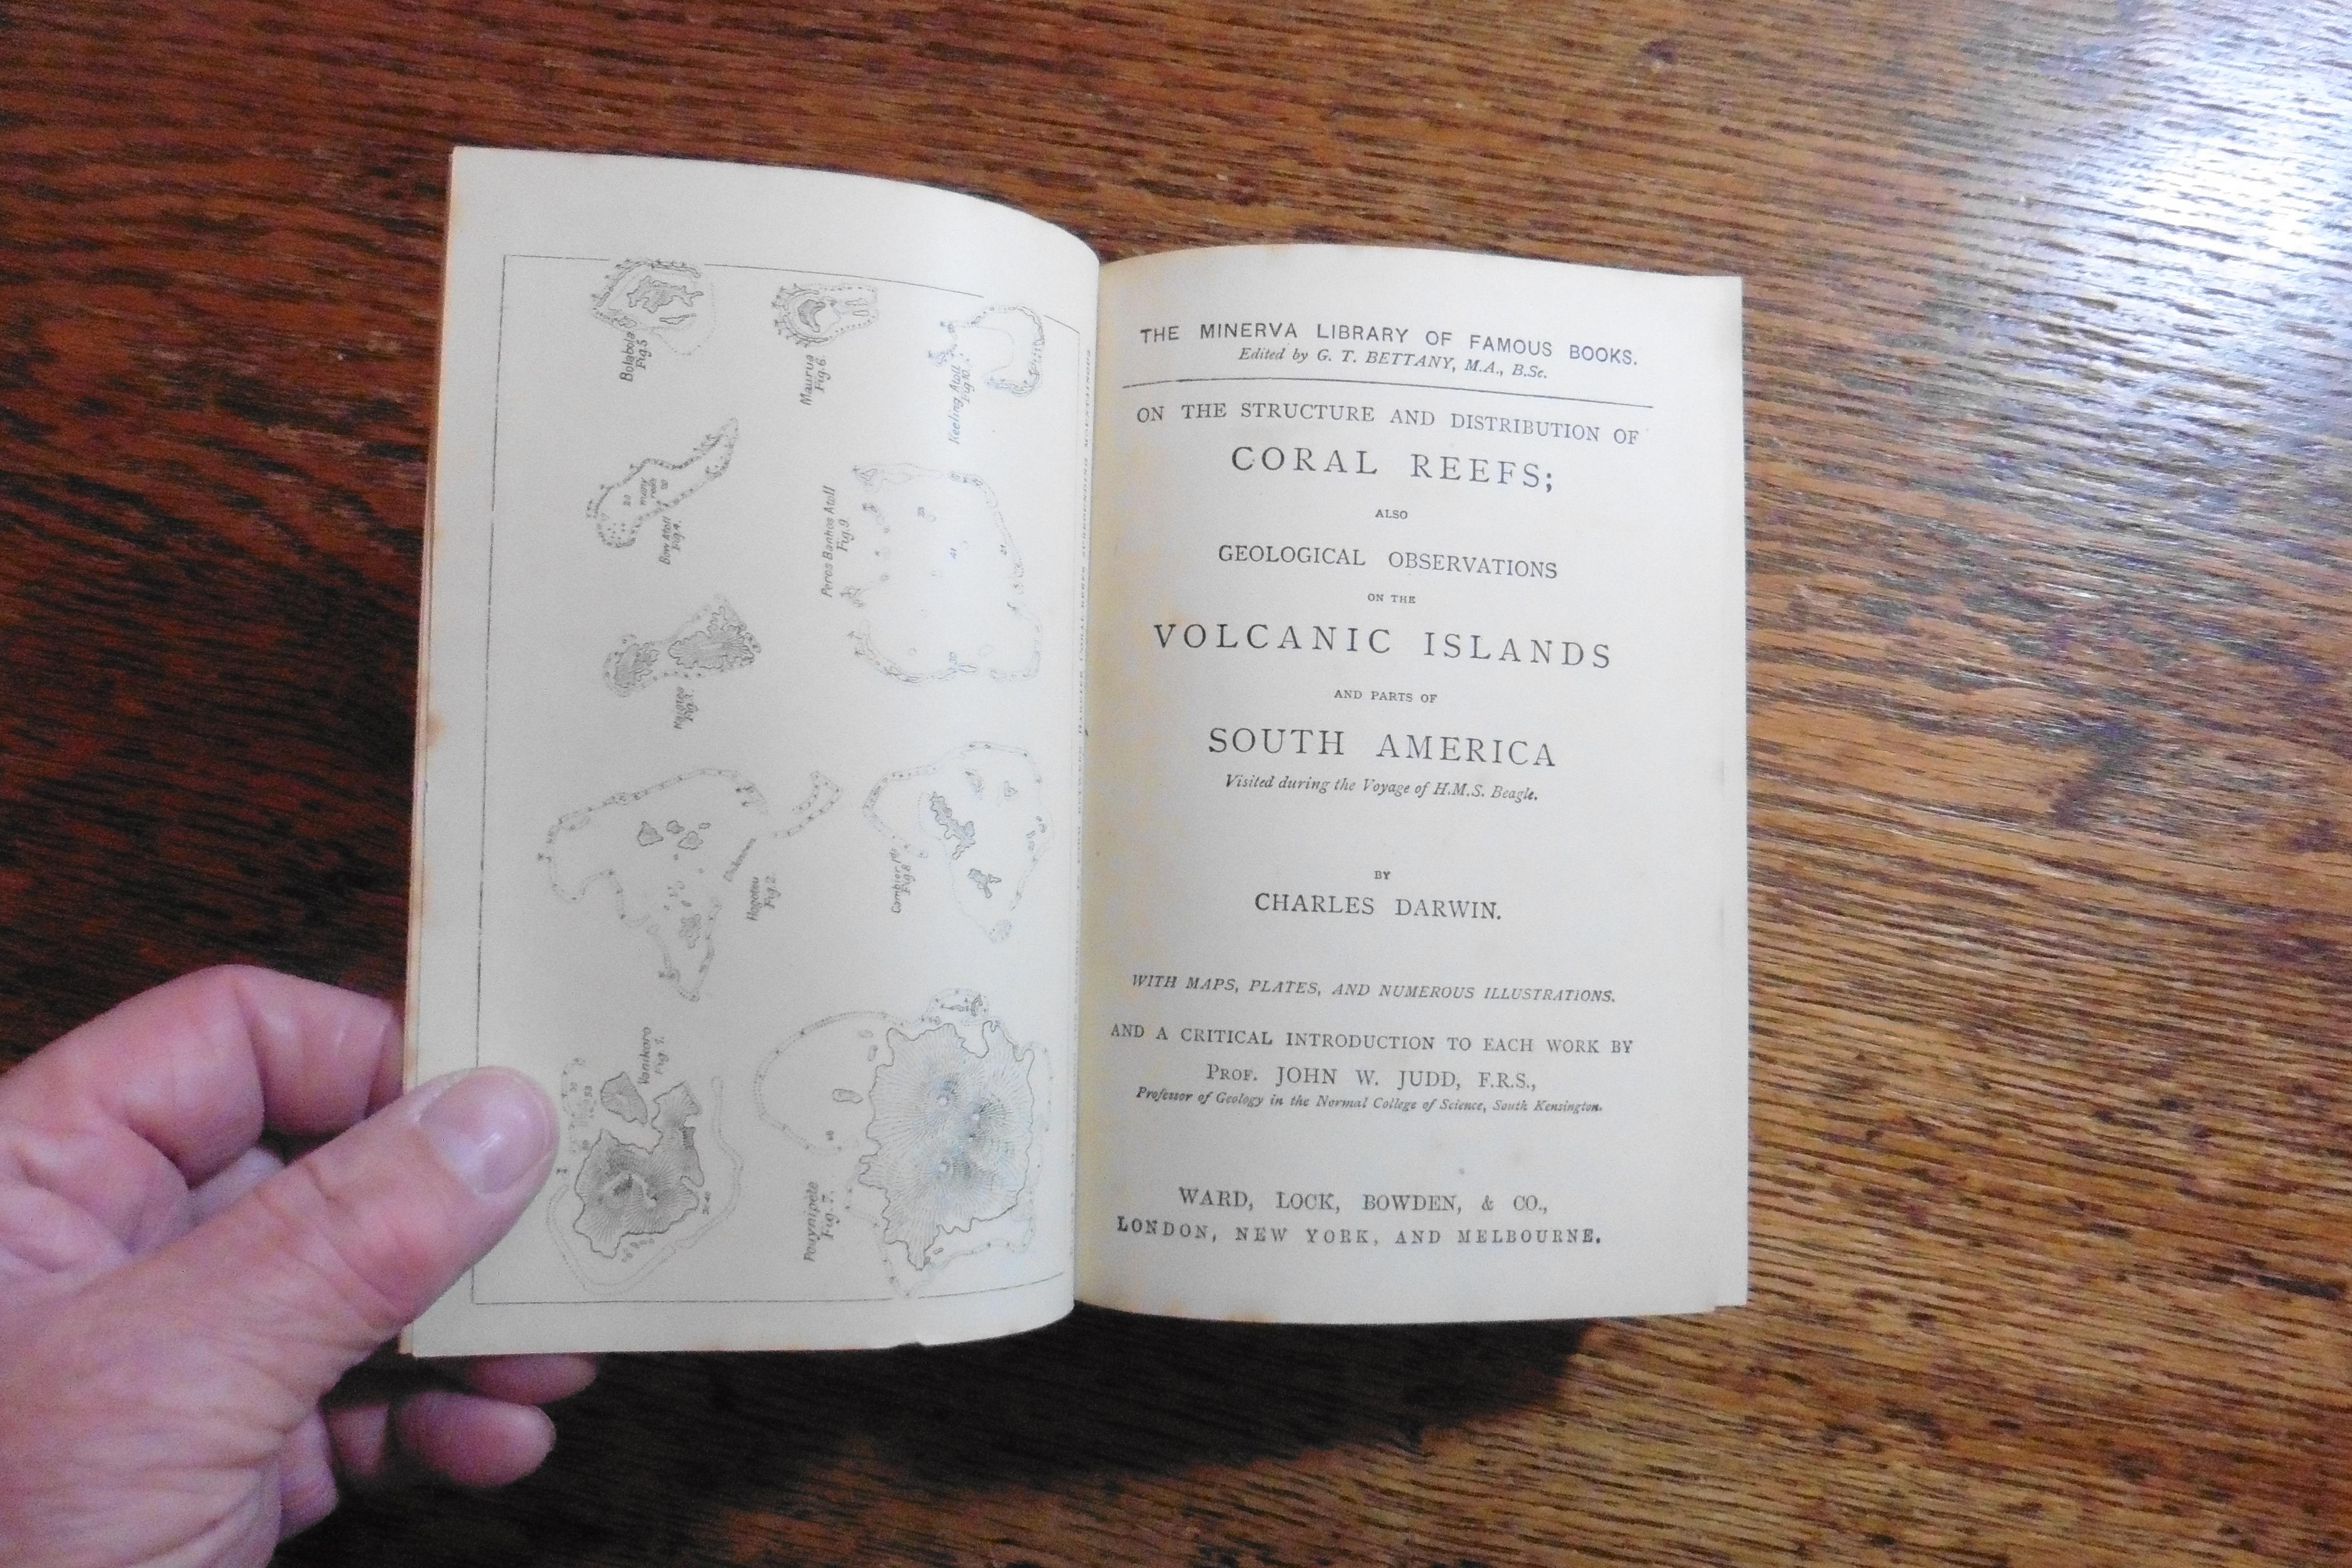 Bolabola
Fig.5
Maurua
Fig.6
Keeling Atoll
Fig.10.
20
many
reefs
Bow Atoll
Fig.4.
Peros Banhos Atoll
Fig.9
Fig.3.
Hogoleu
Fig.2.
Gambier
Fig.8
Vanikoro
Fig 1.
Pouynipete
Fig.7.
THE MINERVA LIBRARY OF FAMOUS BOOKS.
Edited by G. T. BETTANY, M.A., B.Sc.
ON THE STRUCTURE AND DISTRIBUTION OF
CORAL REEFS;
ALSO
GEOLOGICAL OBSERVATIONS
ON THE
VOLCANIC ISLANDS
AND PARTS OF
SOUTH AMERICA
Visited during the Voyage of H.M.S. Beagle.
BY
CHARLES DARWIN.
WITH MAPS, PLATES, AND NUMEROUS ILLUSTRATIONS.
AND A CRITICAL INTRODUCTION TO EACH WORK BY
PROF. JOHN W. JUDD, F.R.S.,
Professor of Geology in the Normal College of Science, South Kensington.
WARD, LOCK, BOWDEN, & CO.,
LONDON, NEW YORK, AND MELBOURNE.